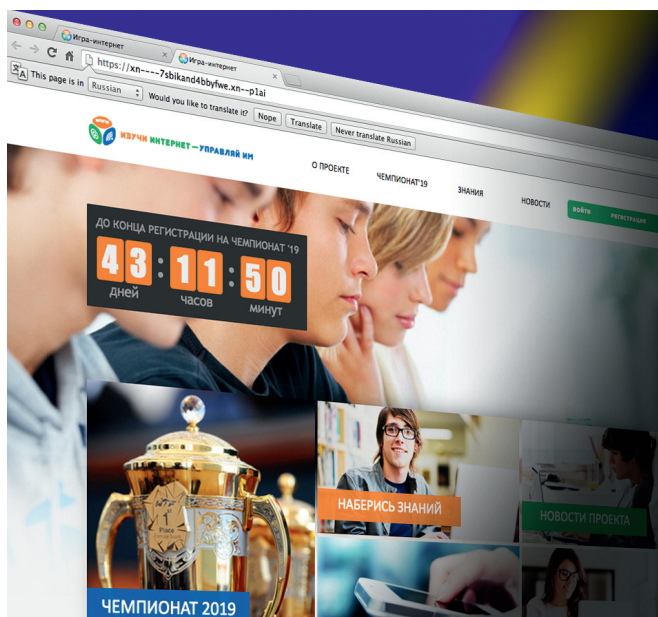 Игра-интернет
Игра-интернет
https://xn----7sbikand4bbyfwe.xn--p1ai
This page is in Russian Would you like to translate it? Nope Translate Never translate Russian
ИЗУЧИ ИНТЕРНЕТ—УПРАВЛЯЙ ИМ
О ПРОЕКТЕ ЧЕМПИОНАТ'19 ЗНАНИЯ НОВОСТИ ВОЙТИ РЕГИСТРАЦИЯ
ДО КОНЦА РЕГИСТРАЦИИ НА ЧЕМПИОНАТ '19
43:11:50
дней часов минут
1
Place
НАБЕРИСЬ ЗНАНИЙ
НОВОСТИ ПРОЕКТА
ЧЕМПИОНАТ 2019